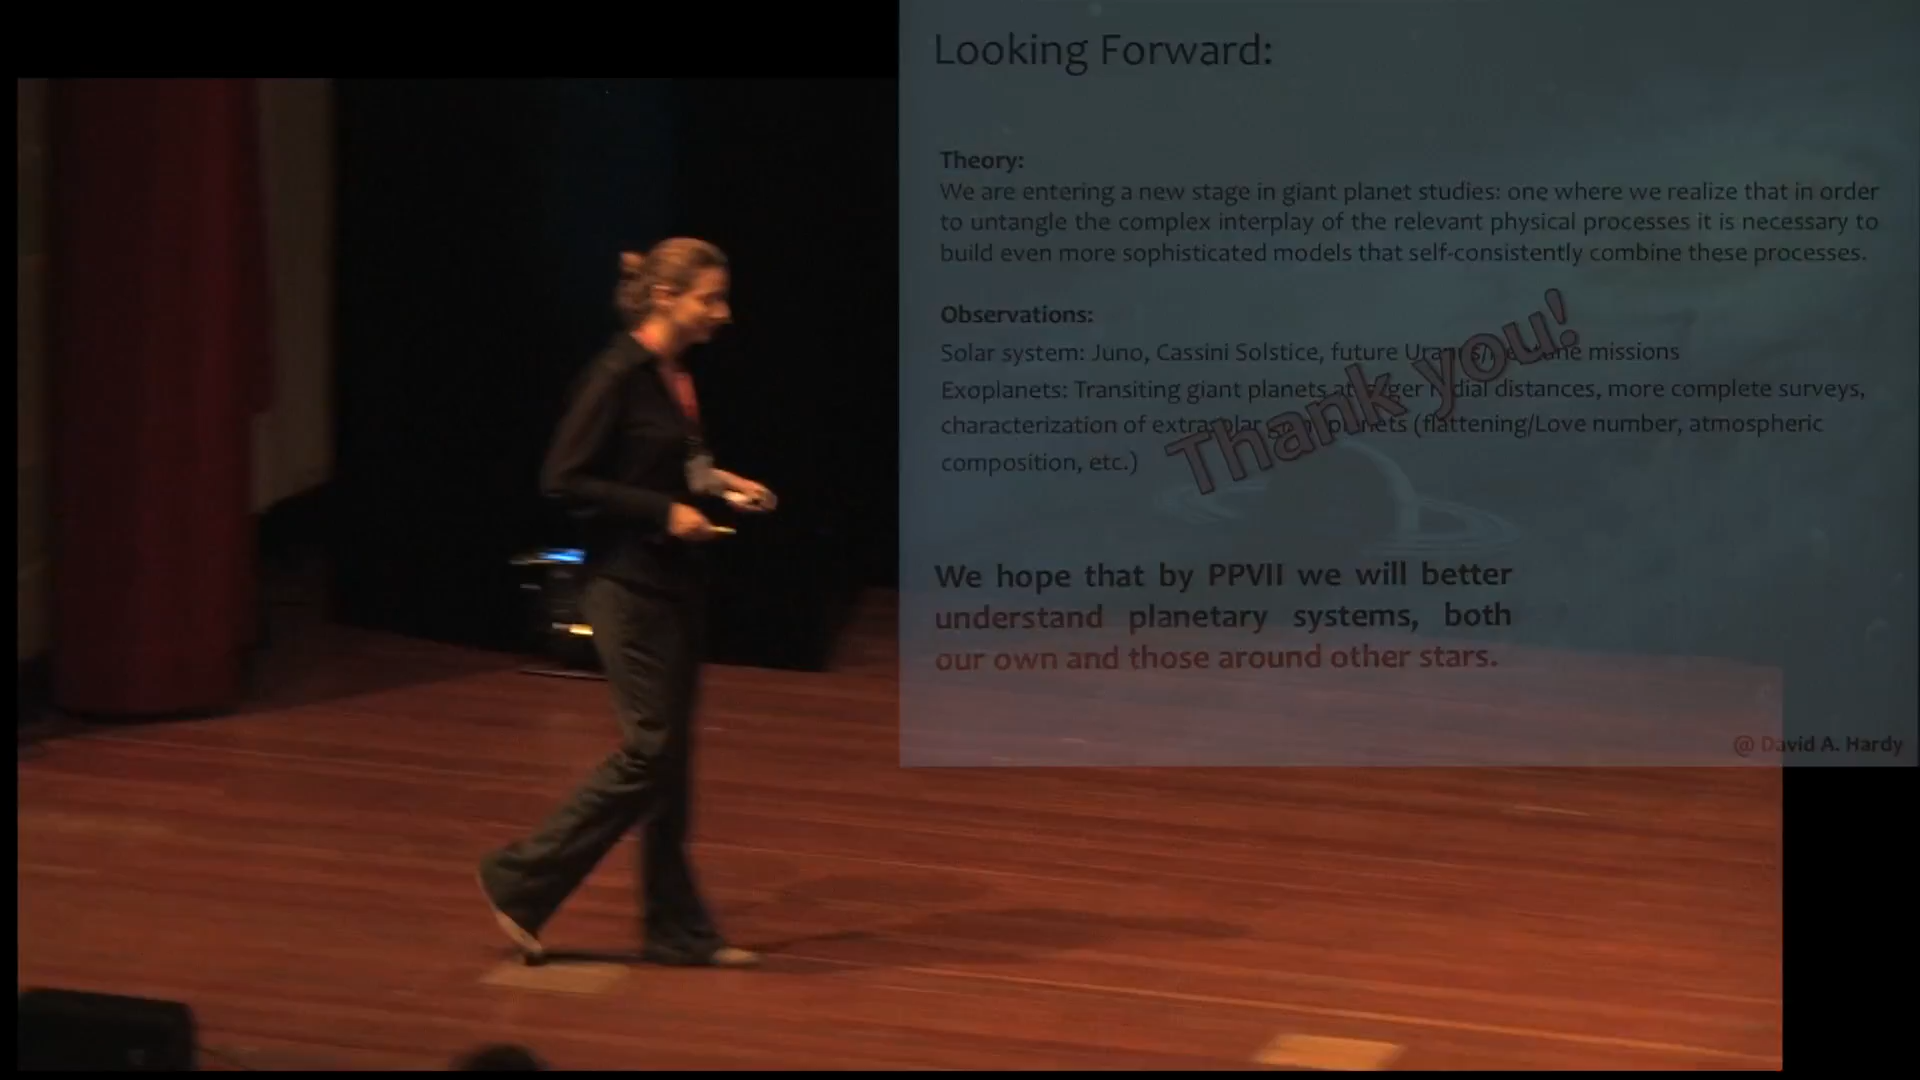 Looking Forward:
Theory:
We are entering a new stage in giant planet studies: one where we realize that in order
to untangle the complex interplay of the relevant physical processes it is necessary to
build even more sophisticated models that self-consistently combine these processes.
Observations:
Solar system: Juno, Cassini Solstice, future missions
Exoplanets: Transiting giant planets distances, more complete surveys,
characterization of (flattening/Love number, atmospheric
composition, etc.)
Thank you!
We hope that by PPVII we will better
understand planetary systems, both
our own and those around other stars.
@ David A. Hardy